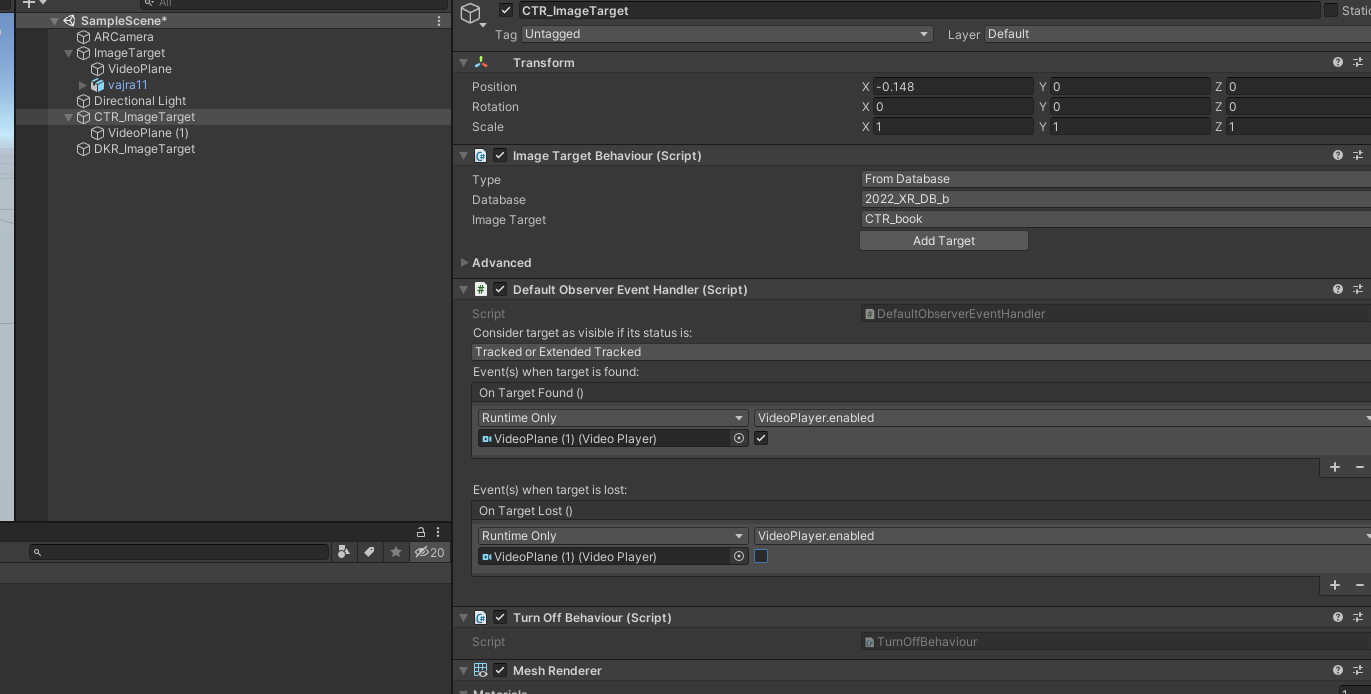 All
SampleScene*
ARCamera
ImageTarget
VideoPlane
vajra11
Directional Light
CTR_ImageTarget
VideoPlane (1)
DKR_ImageTarget
20
CTR_ImageTarget
Static
Tag Untagged Layer Default
Transform
Position X -0.148 Y 0 Z 0
Rotation X 0 Y 0 Z 0
Scale X 1 Y 1 Z 1
Image Target Behaviour (Script)
Type From Database
Database 2022_XR_DB_b
Image Target CTR_book
Add Target
Advanced
# Default Observer Event Handler (Script)
Script # DefaultObserverEventHandler
Consider target as visible if its status is:
Tracked or Extended Tracked
Event(s) when target is found:
On Target Found ()
Runtime Only VideoPlayer.enabled
VideoPlane (1) (Video Player)
+ −
Event(s) when target is lost:
On Target Lost ()
Runtime Only VideoPlayer.enabled
VideoPlane (1) (Video Player)
+ −
Turn Off Behaviour (Script)
Script TurnOffBehaviour
Mesh Renderer
Materials 1